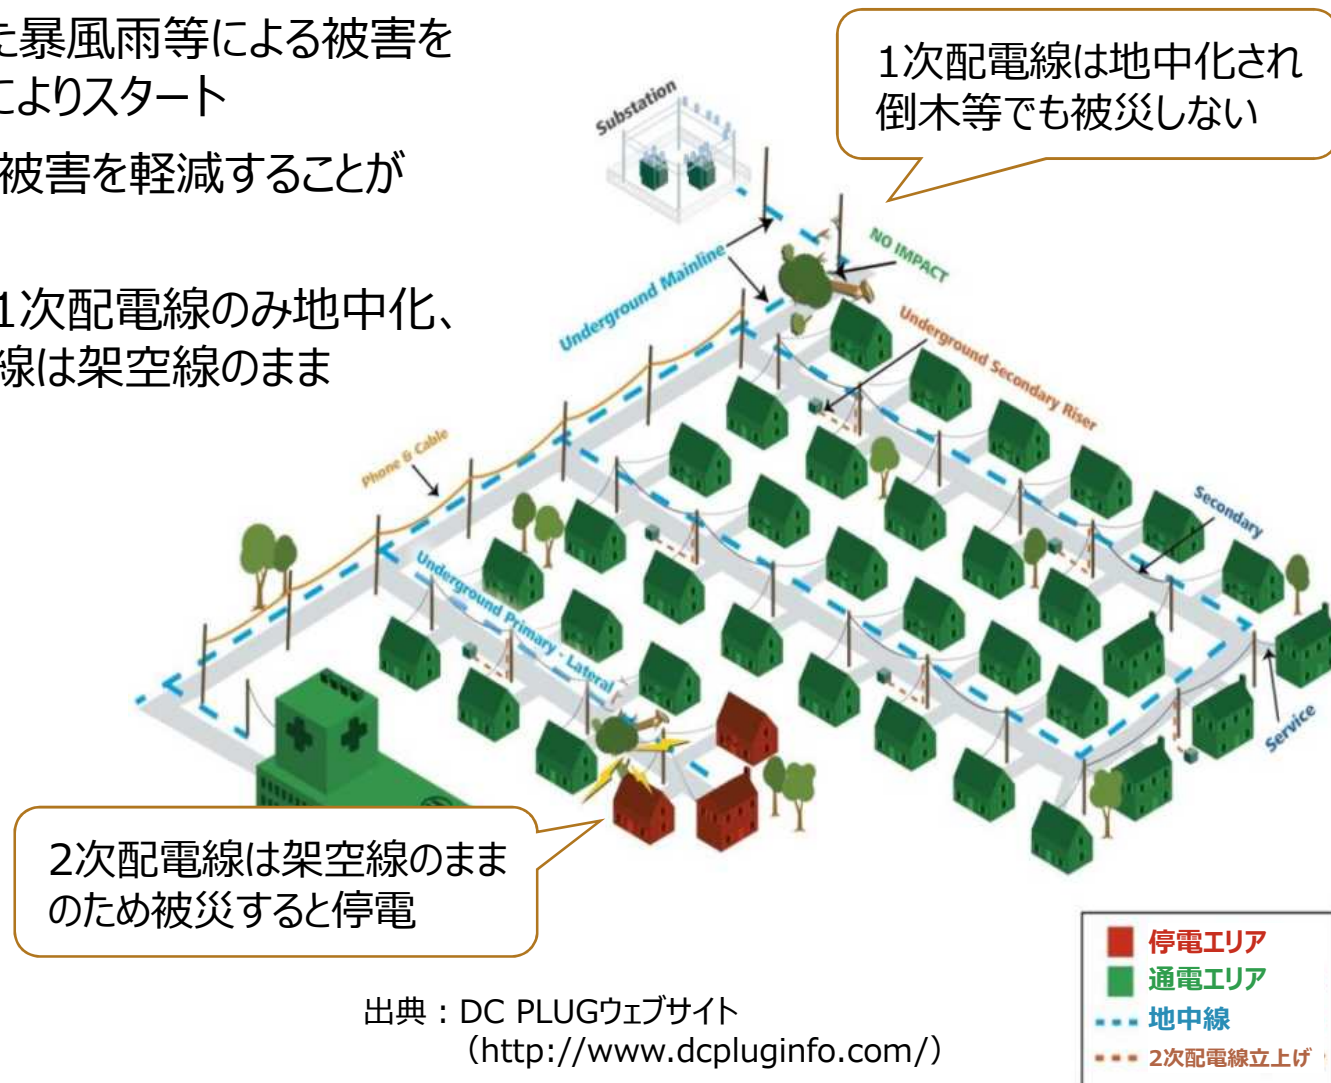 た暴風雨等による被害を
によりスタート
被害を軽減することが
1次配電線のみ地中化、
線は架空線のまま
1次配電線は地中化され
倒木等でも被災しない
Substation
NO IMPACT
Underground Mainline
Underground Secondary Riser
Phone & Cable
Secondary
Underground Primary - Lateral
Service
2次配電線は架空線のまま
のため被災すると停電
停電エリア
通電エリア
地中線
2次配電線立上げ
出典：DC PLUGウェブサイト
（http://www.dcpluginfo.com/）